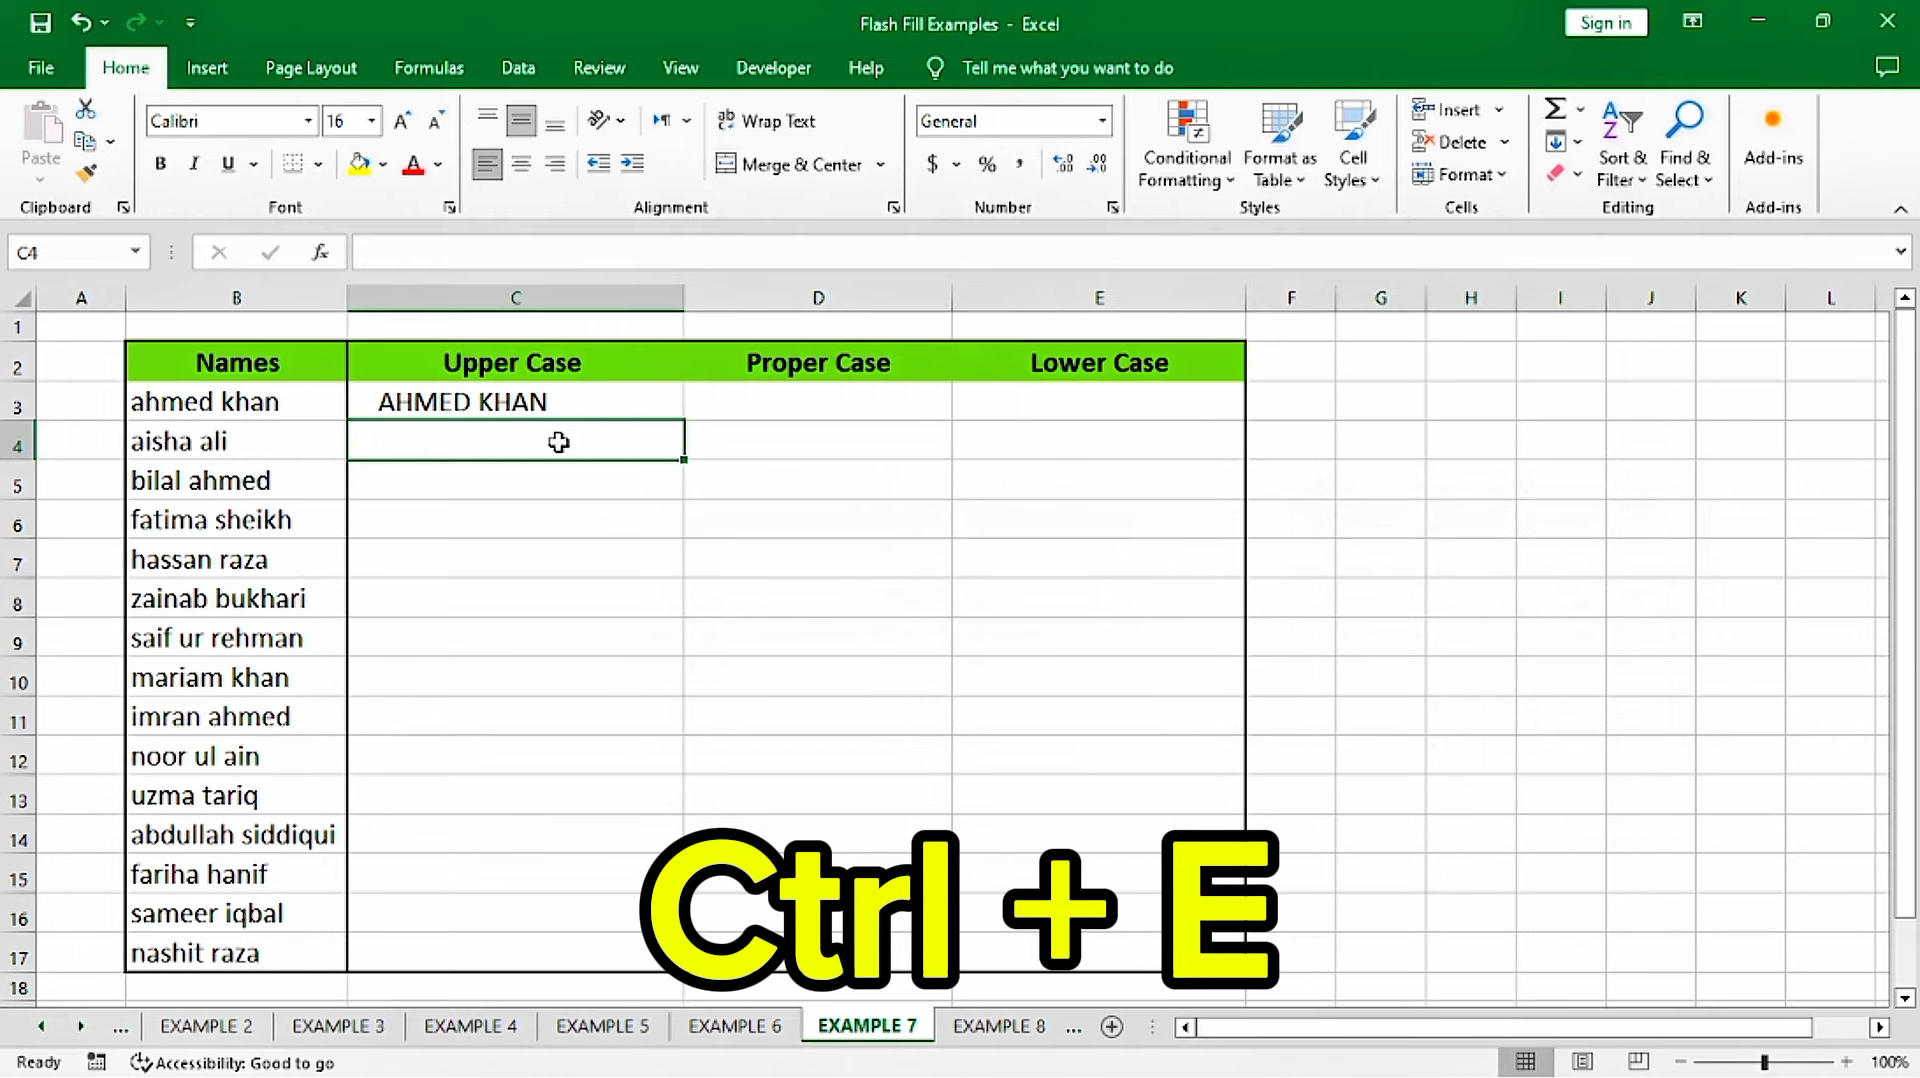 Flash Fill Examples - Excel
Sign in
File Home Insert Page Layout Formulas Data Review View Developer Help Tell me what you want to do
Paste
Clipboard
Calibri 16
B I U
Font
Wrap Text
Merge & Center
Alignment
General
$ % ,
Number
Conditional Formatting
Format as Table
Cell Styles
Styles
Insert
Delete
Format
Cells
Sort & Filter
Find & Select
Editing
Add-ins
Add-ins
C4 fx
A B C D E F G H I J K L
1
2 Names Upper Case Proper Case Lower Case
3 ahmed khan AHMED KHAN
4 aisha ali
5 bilal ahmed
6 fatima sheikh
7 hassan raza
8 zainab bukhari
9 saif ur rehman
10 mariam khan
11 imran ahmed
12 noor ul ain
13 uzma tariq
14 abdullah siddiqui
15 fariha hanif
16 sameer iqbal
17 nashit raza
18
Ctrl + E
... EXAMPLE 2 EXAMPLE 3 EXAMPLE 4 EXAMPLE 5 EXAMPLE 6 EXAMPLE 7 EXAMPLE 8 ...
Ready Accessibility: Good to go 100%